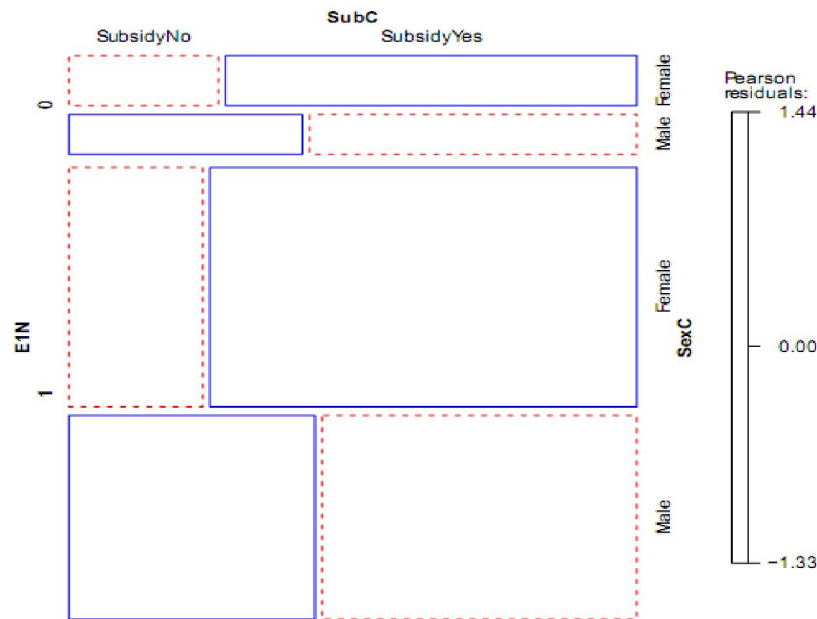 SubC
SubsidyNo SubsidyYes
0
Female
Male
E1N
1
Female
Male
SexC
Pearson
residuals:
1.44
0.00
−1.33